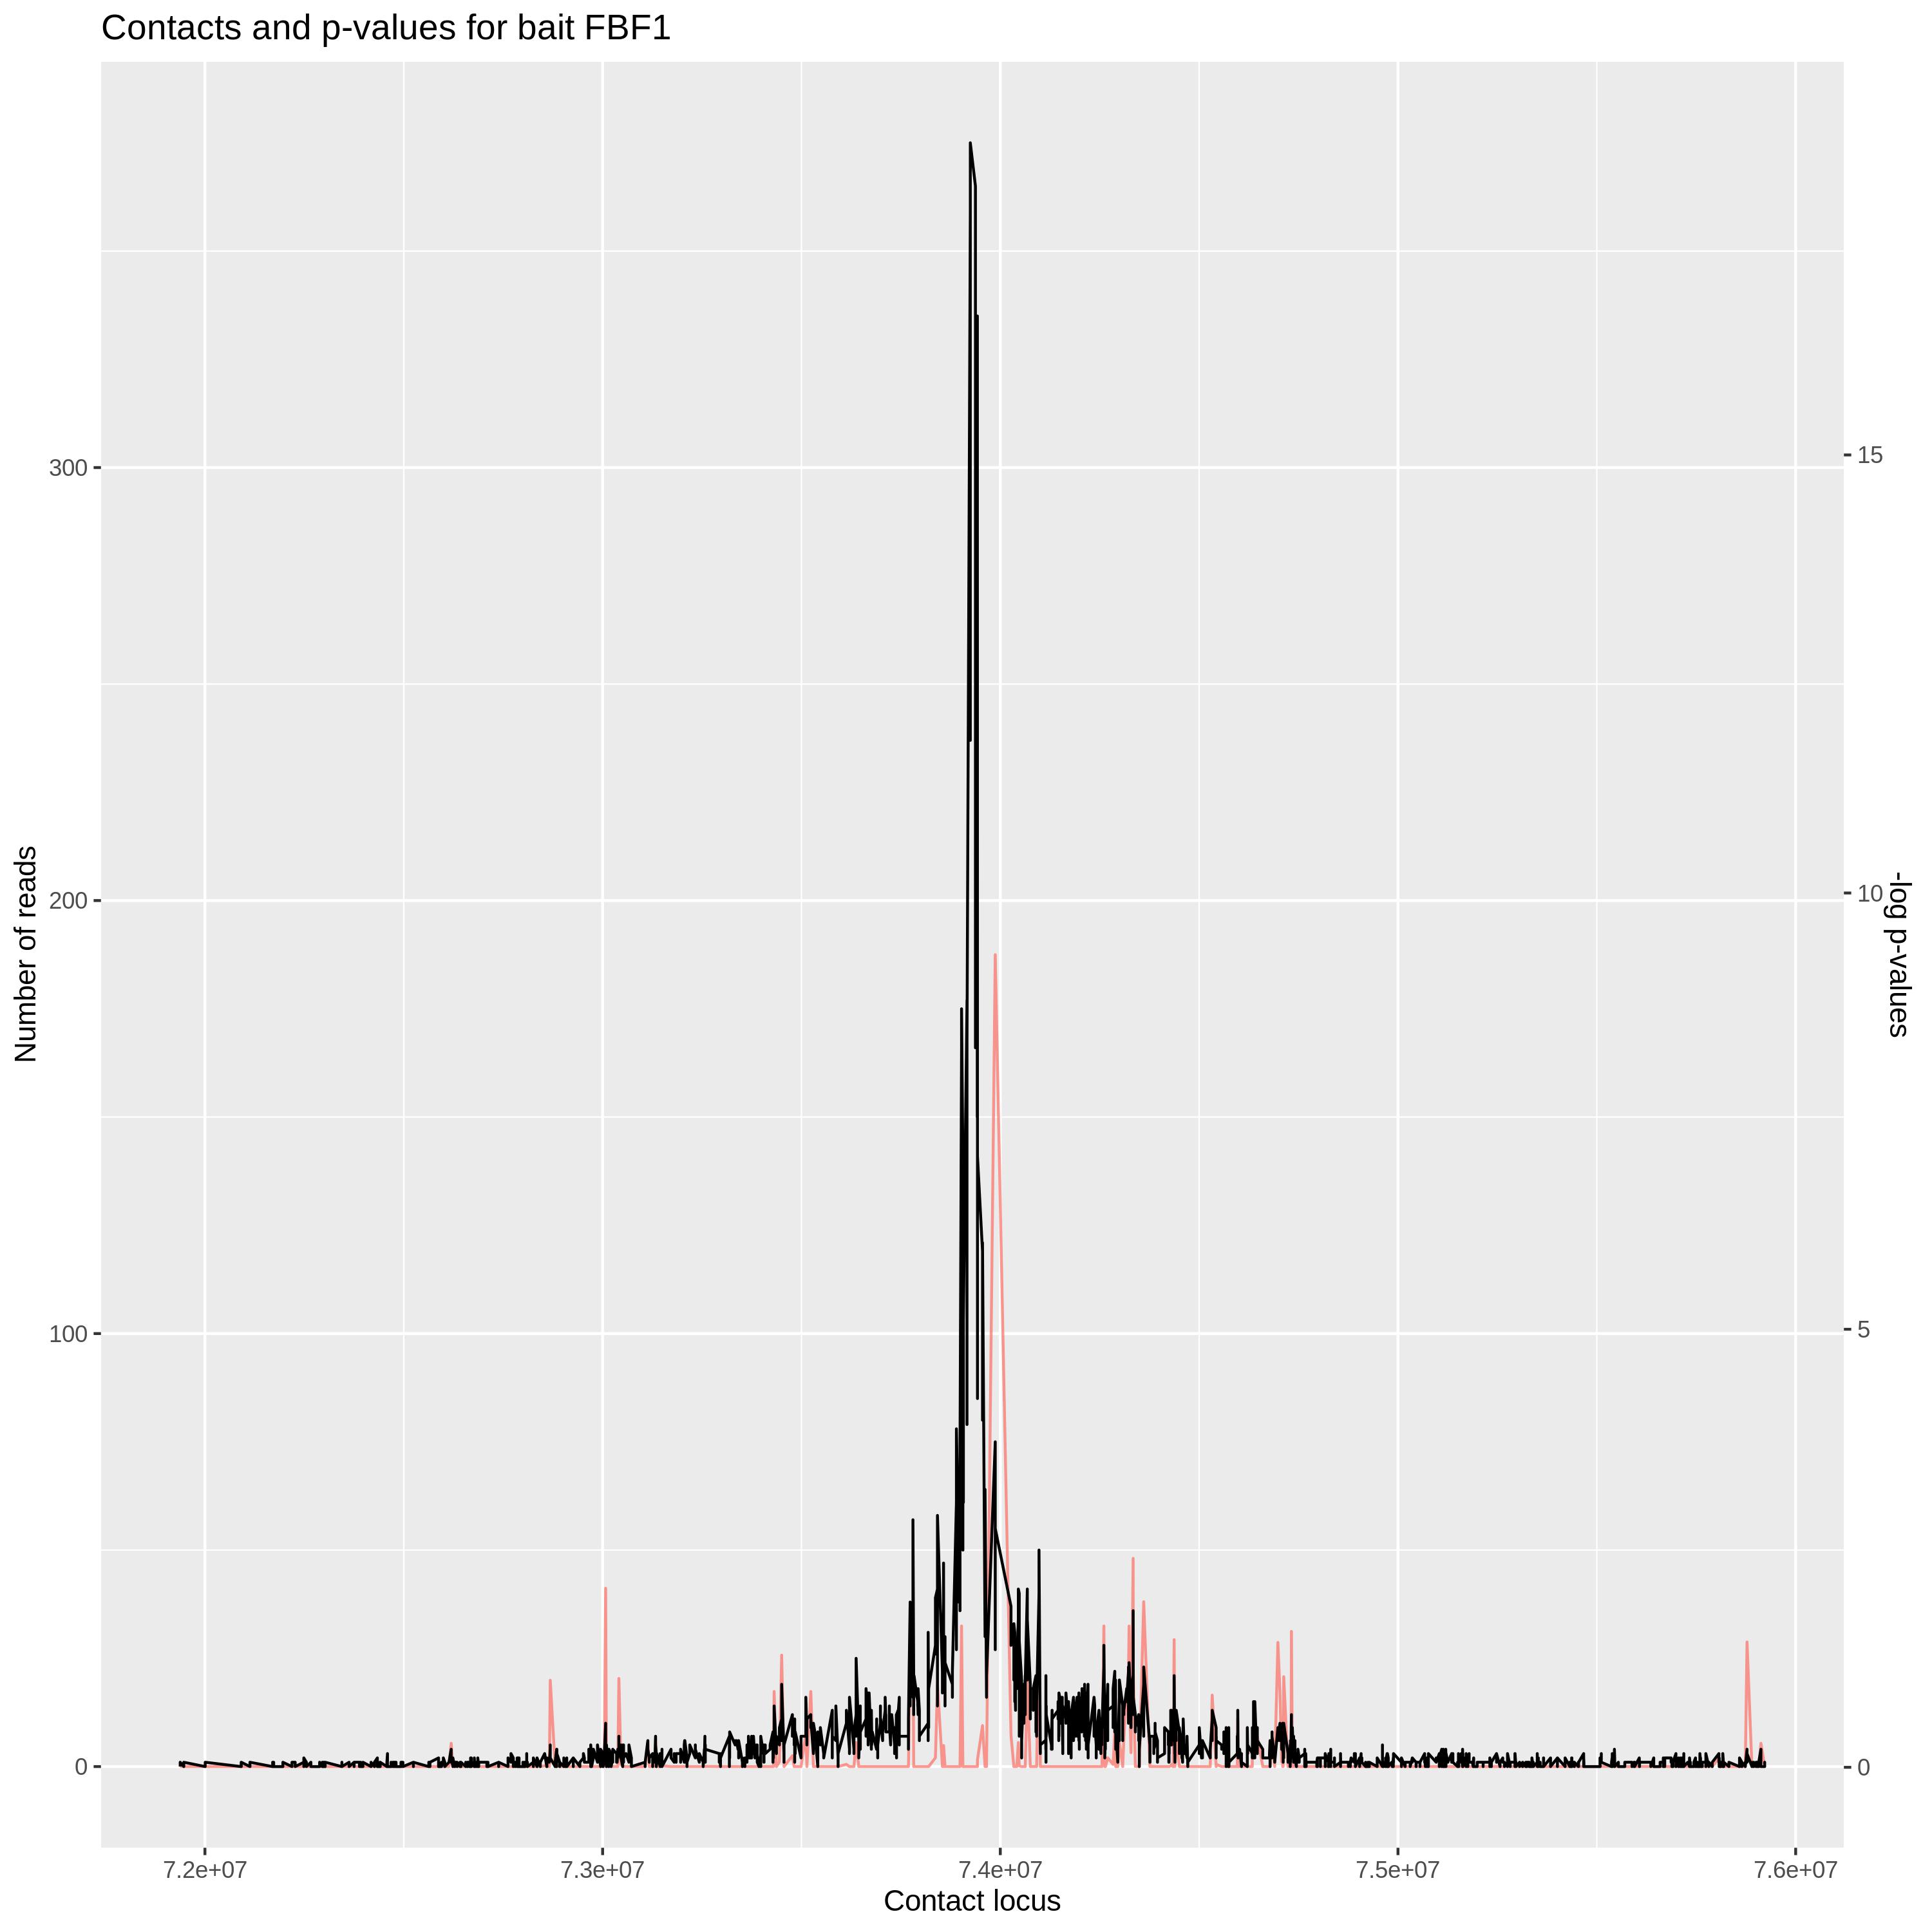 Contacts and p-values for bait FBF1
Number of reads
300
200
100
0
15
10
5
0
-log p-values
7.2e+07 7.3e+07 7.4e+07 7.5e+07 7.6e+07
Contact locus